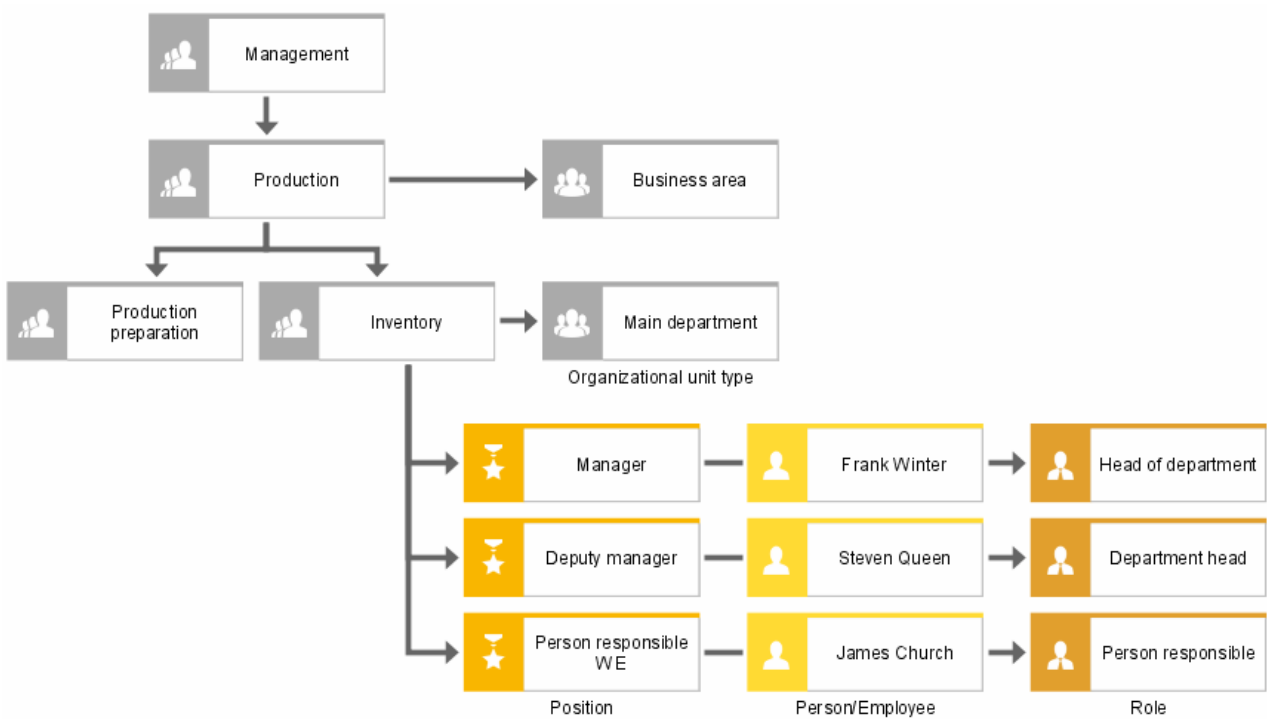 Management
Production
Business area
Production
preparation
Inventory
Main department
Organizational unit type
Manager
Frank Winter
Head of department
Deputy manager
Steven Queen
Department head
Person responsible
WE
James Church
Person responsible
Position
Person/Employee
Role